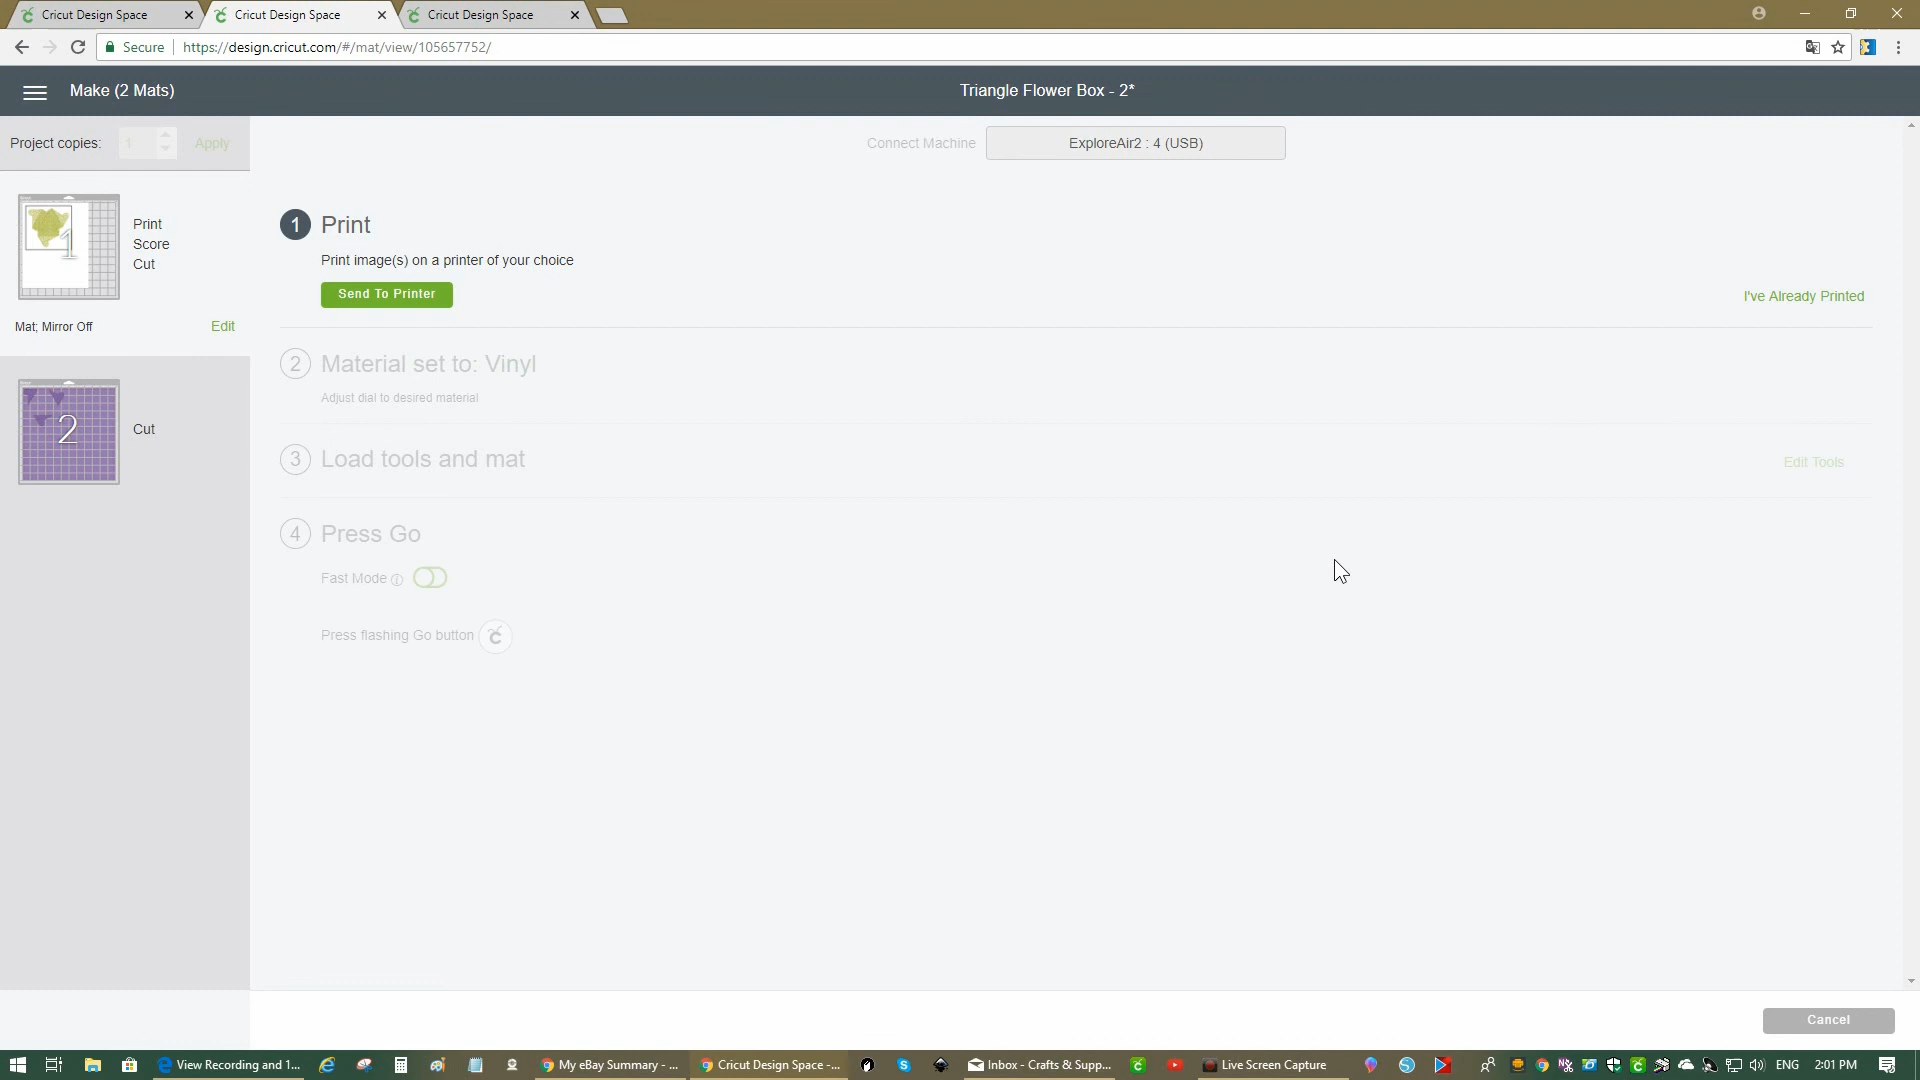 Cricut Design Space
Cricut Design Space
Cricut Design Space
Secure
https://design.cricut.com/#/mat/view/105657752/
Make (2 Mats)
Triangle Flower Box - 2*
Project copies: 1 Apply
Connect Machine ExploreAir2 : 4 (USB)
1
Print
Score
Cut
Mat; Mirror Off Edit
2
Cut
1 Print
Print image(s) on a printer of your choice
Send To Printer
I've Already Printed
2 Material set to: Vinyl
Adjust dial to desired material
3 Load tools and mat
Edit Tools
4 Press Go
Fast Mode
Press flashing Go button
Cancel
View Recording and 1...
My eBay Summary - ...
Cricut Design Space -...
Inbox - Crafts & Supp...
Live Screen Capture
ENG
2:01 PM